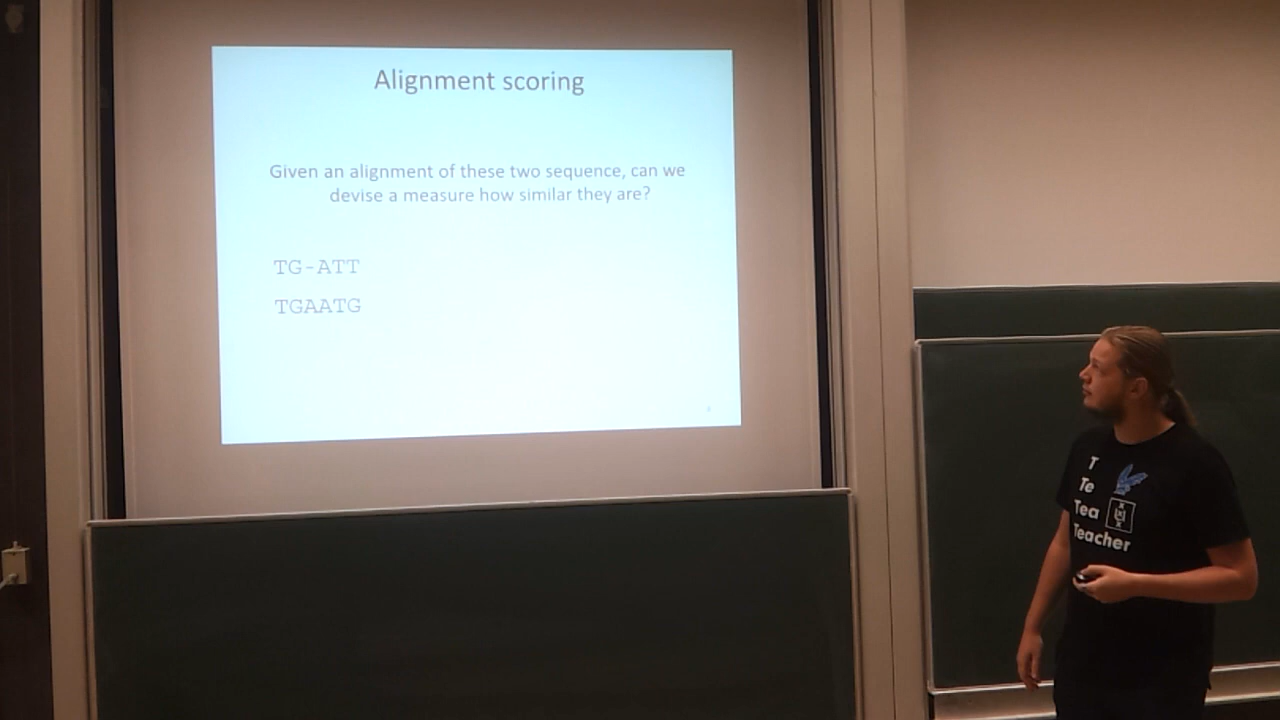 Alignment scoring
Given an alignment of these two sequence, can we
devise a measure how similar they are?
TG-ATT
TGAATG
T
Te
Tea
Teacher